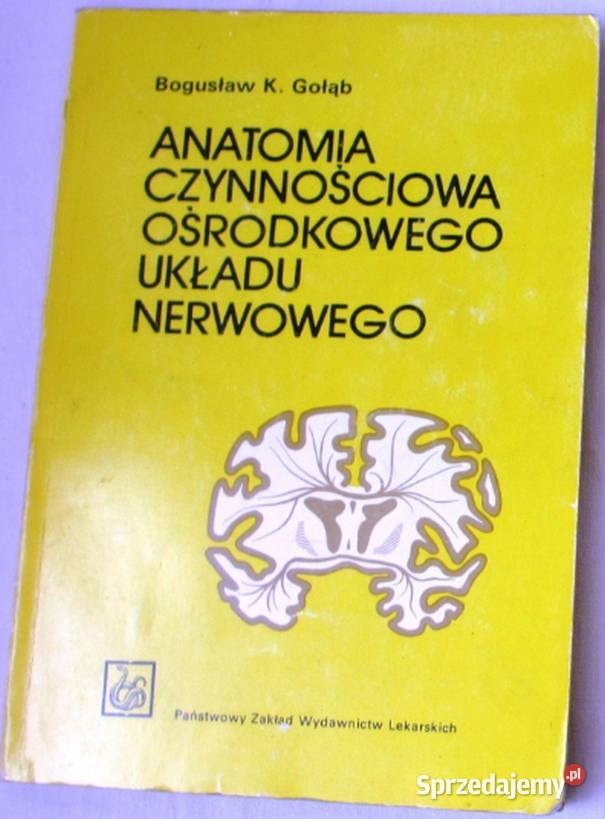 Bogusław K. Gołąb
ANATOMIA
CZYNNOŚCIOWA
OŚRODKOWEGO
UKŁADU
NERWOWEGO
Państwowy Zakład Wydawnictw Lekarskich
Sprzedajemy.pl